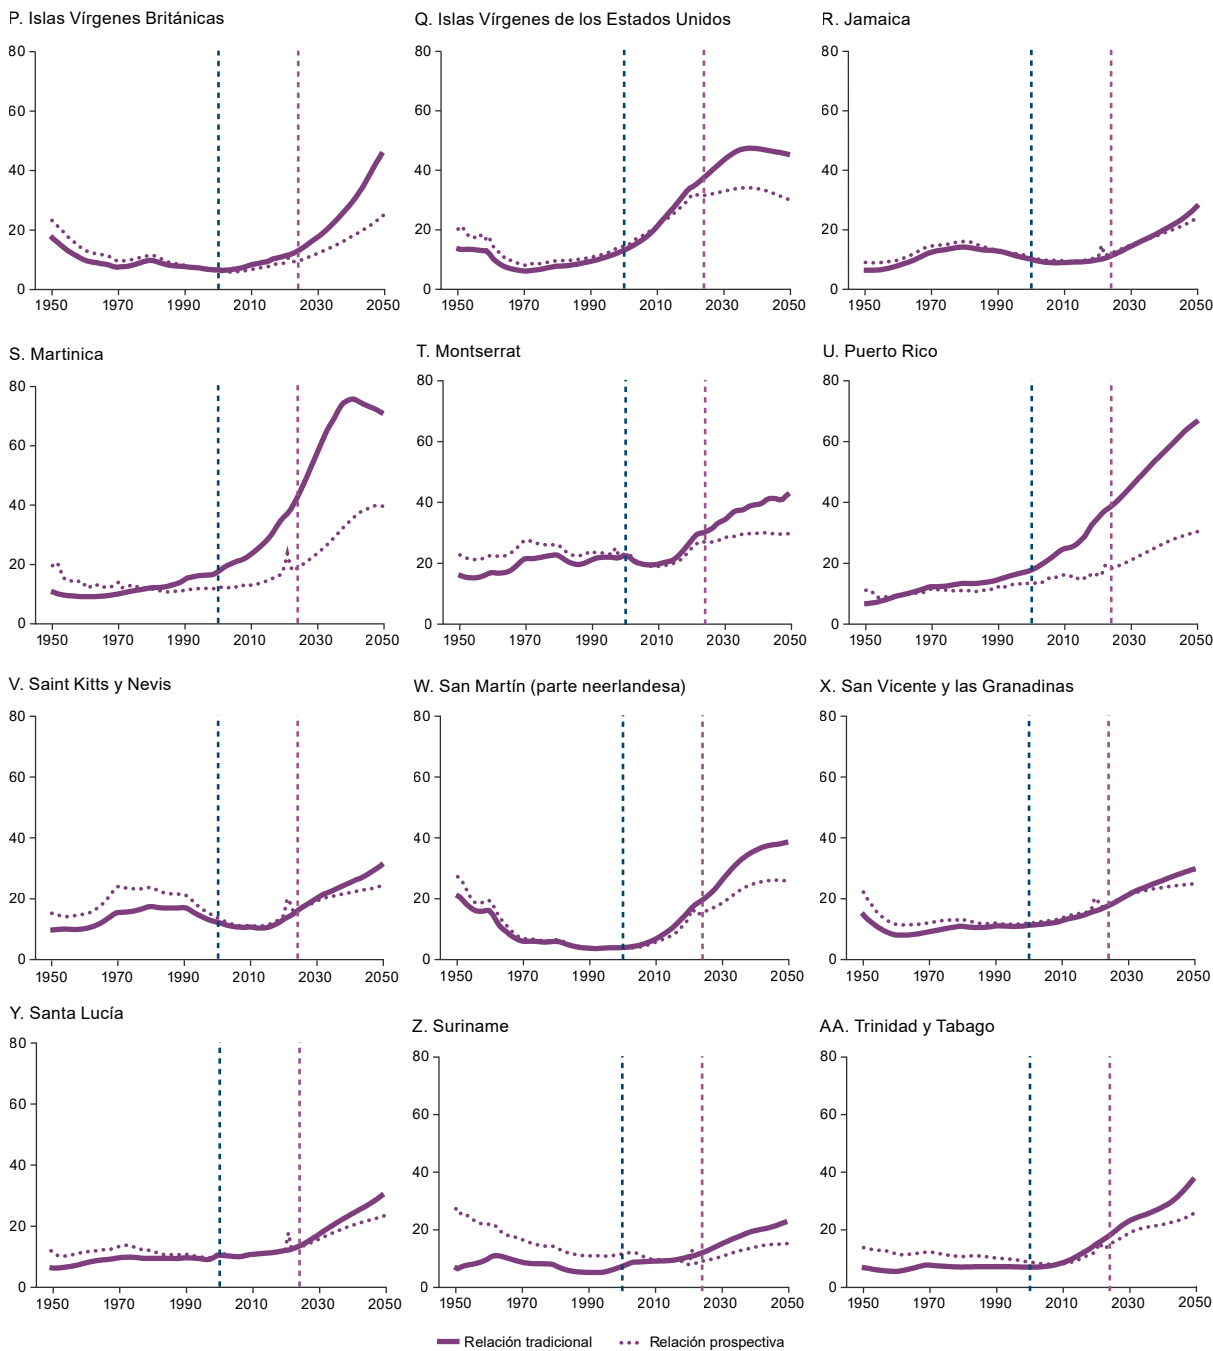 P. Islas Vírgenes Británicas
80
60
40
20
0
1950 1970 1990 2010 2030 2050
Q. Islas Vírgenes de los Estados Unidos
80
60
40
20
0
1950 1970 1990 2010 2030 2050
R. Jamaica
80
60
40
20
0
1950 1970 1990 2010 2030 2050
S. Martinica
80
60
40
20
0
1950 1970 1990 2010 2030 2050
T. Montserrat
80
60
40
20
0
1950 1970 1990 2010 2030 2050
U. Puerto Rico
80
60
40
20
0
1950 1970 1990 2010 2030 2050
V. Saint Kitts y Nevis
80
60
40
20
0
1950 1970 1990 2010 2030 2050
W. San Martín (parte neerlandesa)
80
60
40
20
0
1950 1970 1990 2010 2030 2050
X. San Vicente y las Granadinas
80
60
40
20
0
1950 1970 1990 2010 2030 2050
Y. Santa Lucía
80
60
40
20
0
1950 1970 1990 2010 2030 2050
Z. Suriname
80
60
40
20
0
1950 1970 1990 2010 2030 2050
AA. Trinidad y Tabago
80
60
40
20
0
1950 1970 1990 2010 2030 2050
Relación tradicional
Relación prospectiva